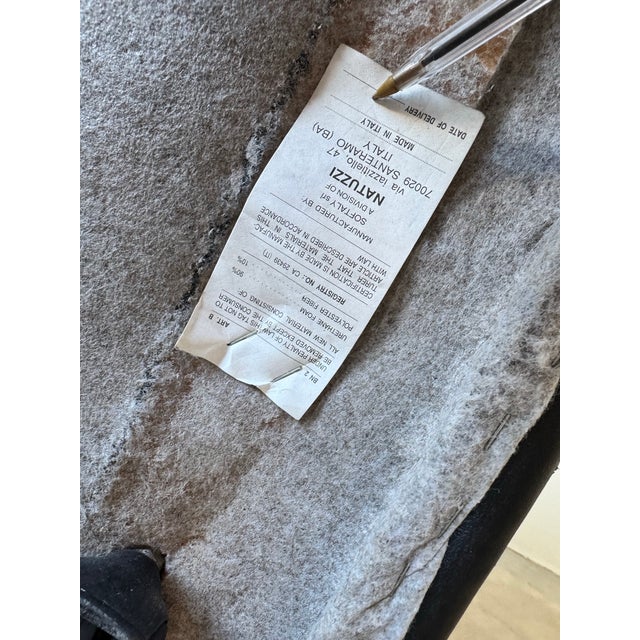 BN 2 ART B
UNDER PENALTY OF LAW THIS TAG NOT TO
BE REMOVED EXCEPT BY THE CONSUMER
ALL NEW MATERIAL CONSISTING OF
URETHANE FOAM 90%
POLYESTER FIBER 10%
REGISTRY NO. CA 29439 (IT)
CERTIFICATION IS MADE BY THE MANUFAC
TURER THAT THE MATERIALS IN THIS
ARTICLE ARE DESCRIBED IN ACCORDANCE
WITH LAW
MANUFACTURED BY:
SOFTALY srl
A DIVISION OF
NATUZZI
via Iazzitiello, 47
70029 SANTERAMO (BA)
ITALY
MADE IN ITALY
DATE OF DELIVERY